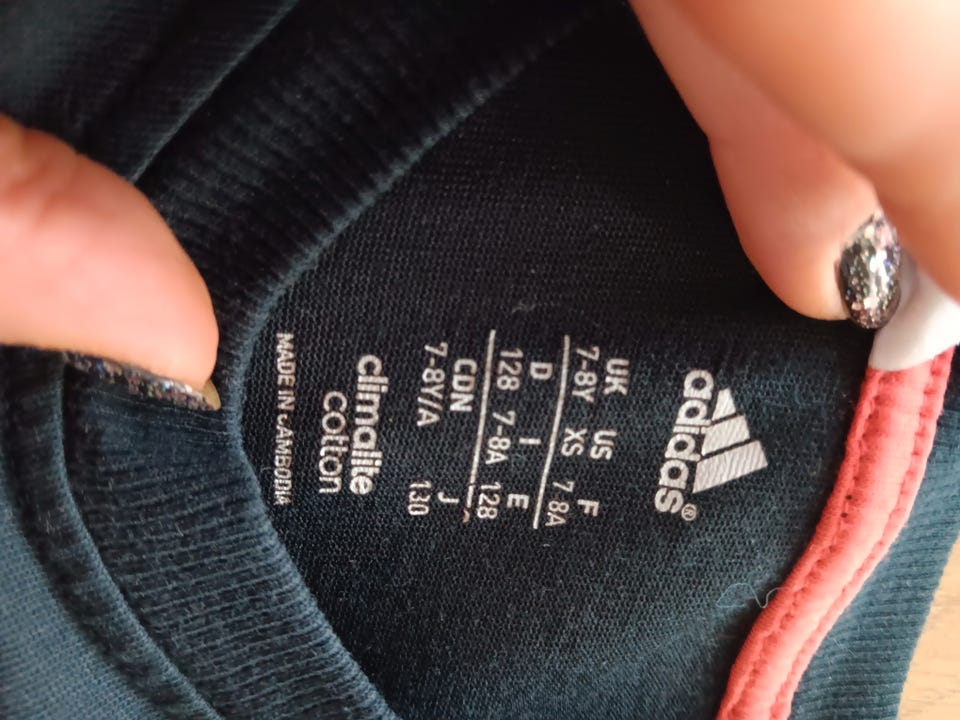 adidas®
UK US F
7-8Y XS 7-8A
D I E
128 7-8A 128
CDN J
7-8Y/A 130
climalite
cotton
MADE IN CAMBODIA